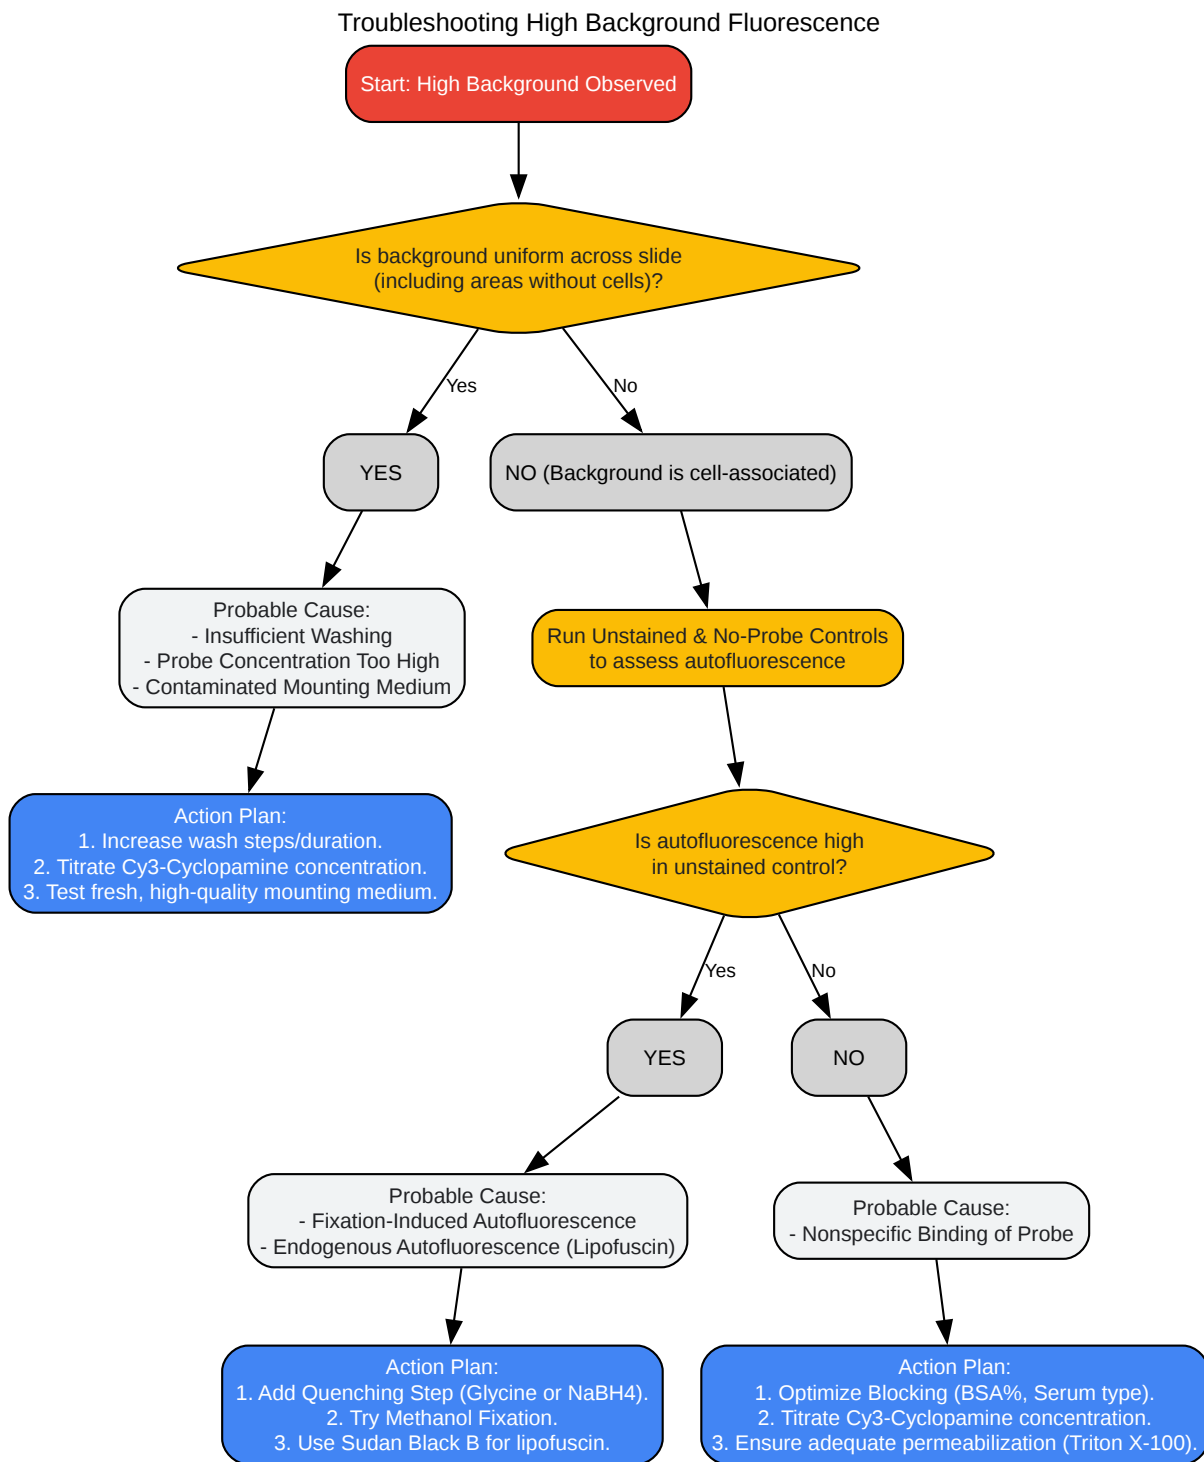 Troubleshooting High Background Fluorescence
Start: High Background Observed
Is background uniform across slide
(including areas without cells)?
Yes
No
YES
NO (Background is cell-associated)
Probable Cause:
- Insufficient Washing
- Probe Concentration Too High
- Contaminated Mounting Medium
Run Unstained & No-Probe Controls
to assess autofluorescence
Action Plan:
1. Increase wash steps/duration.
2. Titrate Cy3-Cyclopamine concentration.
3. Test fresh, high-quality mounting medium.
Is autofluorescence high
in unstained control?
Yes
No
YES
NO
Probable Cause:
- Fixation-Induced Autofluorescence
- Endogenous Autofluorescence (Lipofuscin)
Probable Cause:
- Nonspecific Binding of Probe
Action Plan:
1. Add Quenching Step (Glycine or NaBH4).
2. Try Methanol Fixation.
3. Use Sudan Black B for lipofuscin.
Action Plan:
1. Optimize Blocking (BSA%, Serum type).
2. Titrate Cy3-Cyclopamine concentration.
3. Ensure adequate permeabilization (Triton X-100).